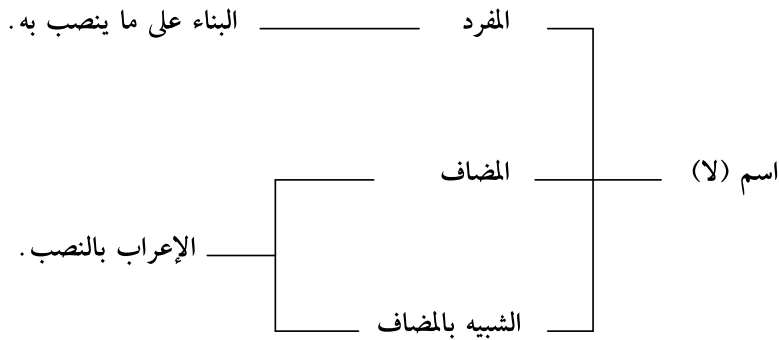 المفرد
البناء على ما ينصب به.
اسم (لا)
المضاف
الإعراب بالنصب.
الشبيه بالمضاف